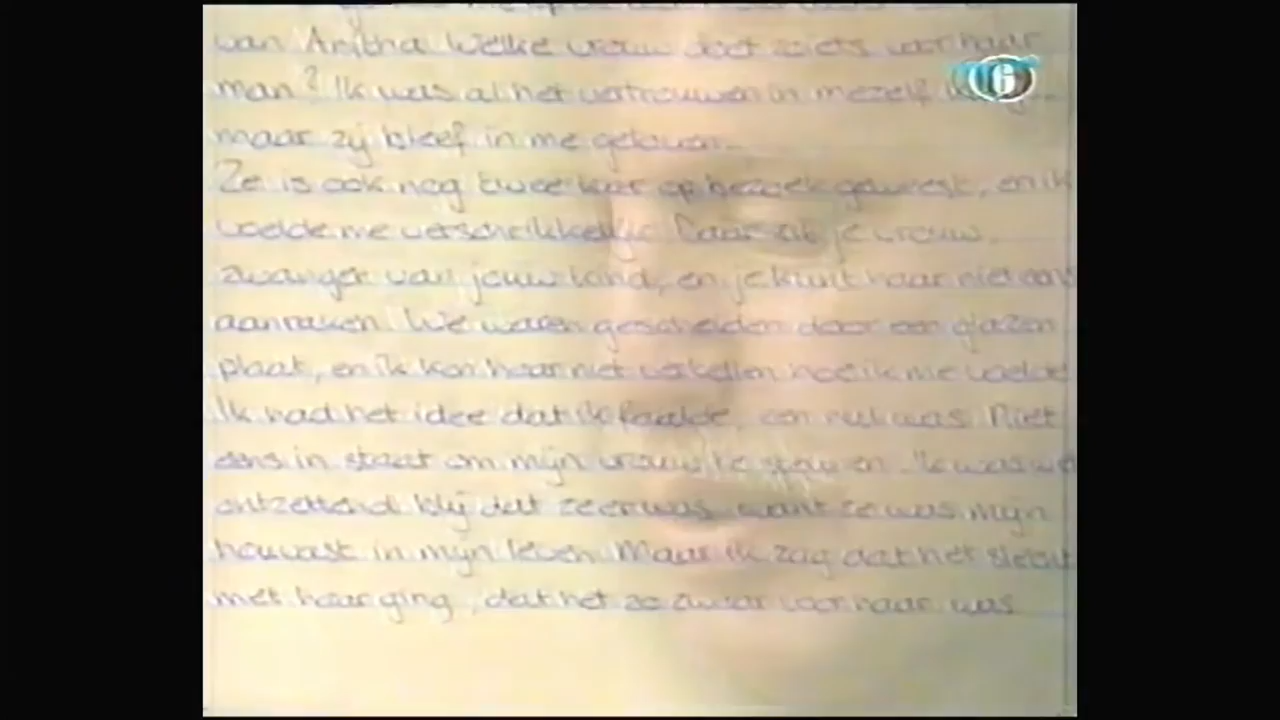 van Anitha. Welke vrouw doet zoiets voor haar
man? Ik was al het vertrouwen in mezelf
maar zij bleef in me geloven.
Ze is ook nog twee keer op bezoek geweest, en ik
voelde me verschrikkelijk. Daar zit je vrouw,
zwanger van jouw kind, en je kunt haar niet eens
aanraken. We waren gescheiden door een glazen
plaat, en ik kon haar niet vertellen hoe ik me voelde
Ik had het idee dat ik faalde, een nul was. Niet
eens in staat om mijn vrouw te steunen. Ik was wel
ontzettend blij dat ze er was, want ze was mijn
houvast in mijn leven. Maar ik zag dat het slecht
met haar ging, dat het zo zwaar voor haar was
6